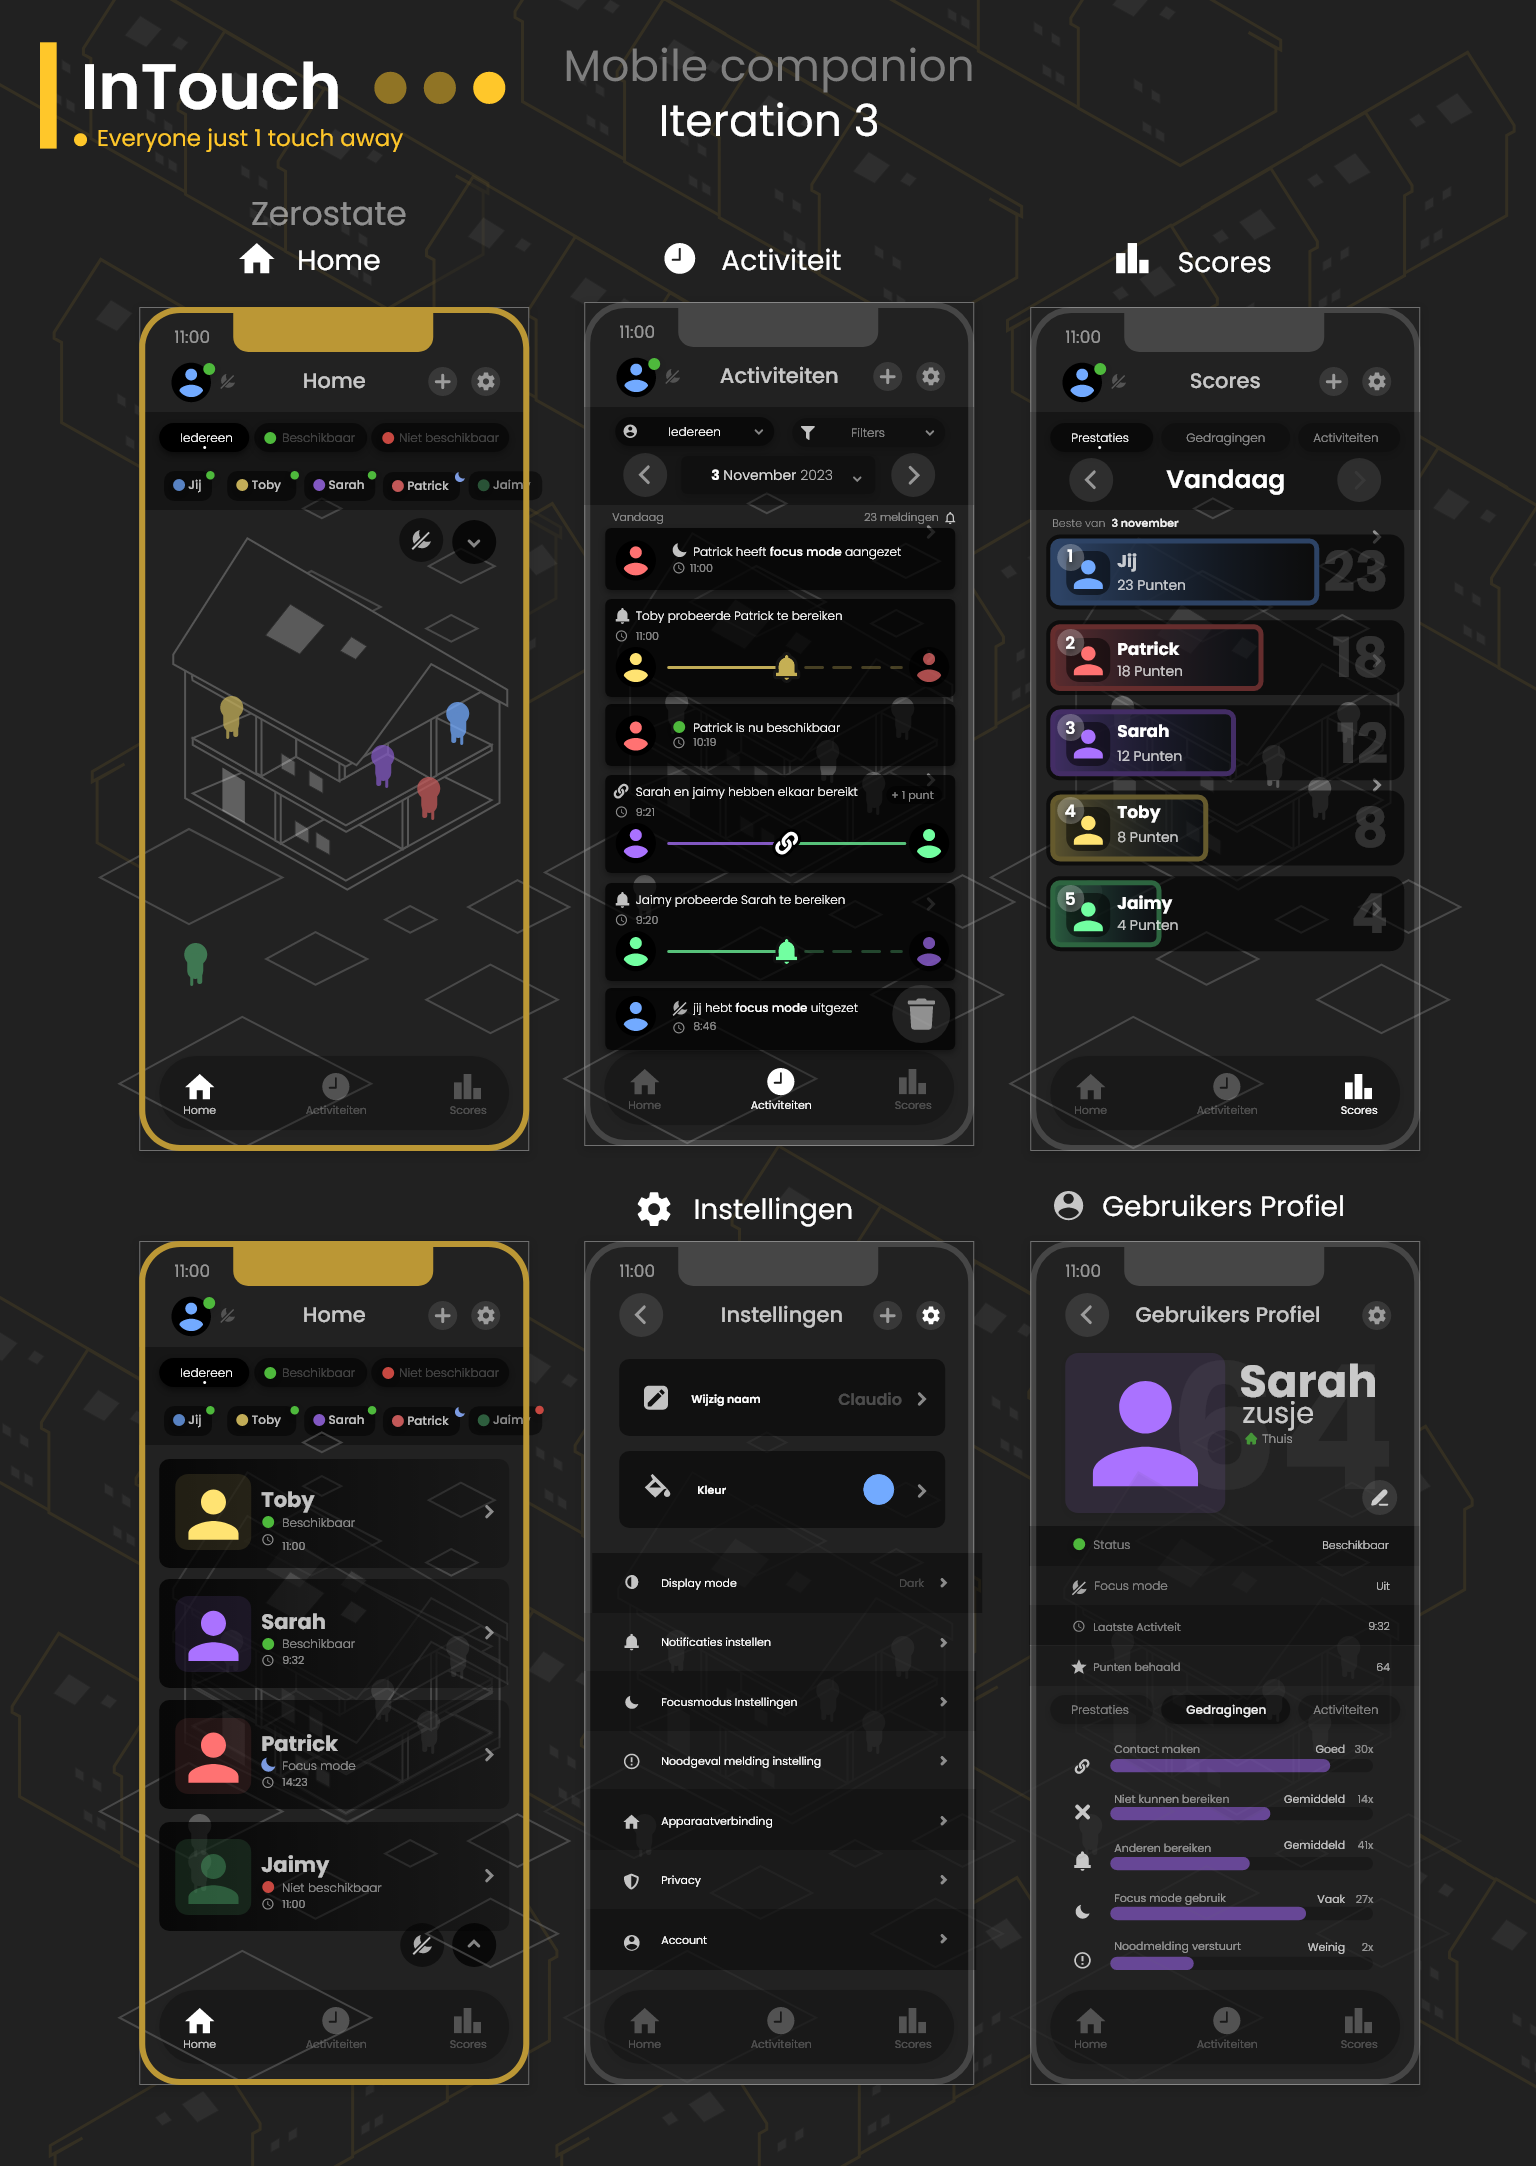 InTouch
Everyone just 1 touch away
Mobile companion
Iteration 3
Zerostate
Home
11:00
Home
Iedereen Beschikbaar Niet beschikbaar
Jij Toby Sarah Patrick Jaimy
Home Activiteiten Scores
Activiteit
11:00
Activiteiten
Iedereen Filters
3 November 2023
Vandaag 23 meldingen
Patrick heeft focus mode aangezet
11:00
Toby probeerde Patrick te bereiken
11:00
Patrick is nu beschikbaar
10:19
Sarah en jaimy hebben elkaar bereikt + 1 punt
9:21
Jaimy probeerde Sarah te bereiken
9:20
jij hebt focus mode uitgezet
8:46
Home Activiteiten Scores
Scores
11:00
Scores
Prestaties Gedragingen Activiteiten
Vandaag
Beste van 3 november
1 Jij 23
23 Punten
2 Patrick 18
18 Punten
3 Sarah 12
12 Punten
4 Toby 8
8 Punten
5 Jaimy 4
4 Punten
Home Activiteiten Scores
11:00
Home
Iedereen Beschikbaar Niet beschikbaar
Jij Toby Sarah Patrick Jaimy
Toby
Beschikbaar
11:00
Sarah
Beschikbaar
9:32
Patrick
Focus mode
14:23
Jaimy
Niet beschikbaar
11:00
Home Activiteiten Scores
Instellingen
11:00
Instellingen
Wijzig naam Claudio
Kleur
Display mode Dark
Notificaties instellen
Focusmodus Instellingen
Noodgeval melding instelling
Apparaatverbinding
Privacy
Account
Home Activiteiten Scores
Gebruikers Profiel
11:00
Gebruikers Profiel
64
Sarah
zusje
Thuis
Status Beschikbaar
Focus mode Uit
Laatste Activteit 9:32
Punten behaald 64
Prestaties Gedragingen Activiteiten
Contact maken Goed 30x
Niet kunnen bereiken Gemiddeld 14x
Anderen bereiken Gemiddeld 41x
Focus mode gebruik Vaak 27x
Noodmelding verstuurt Weinig 2x
Home Activiteiten Scores